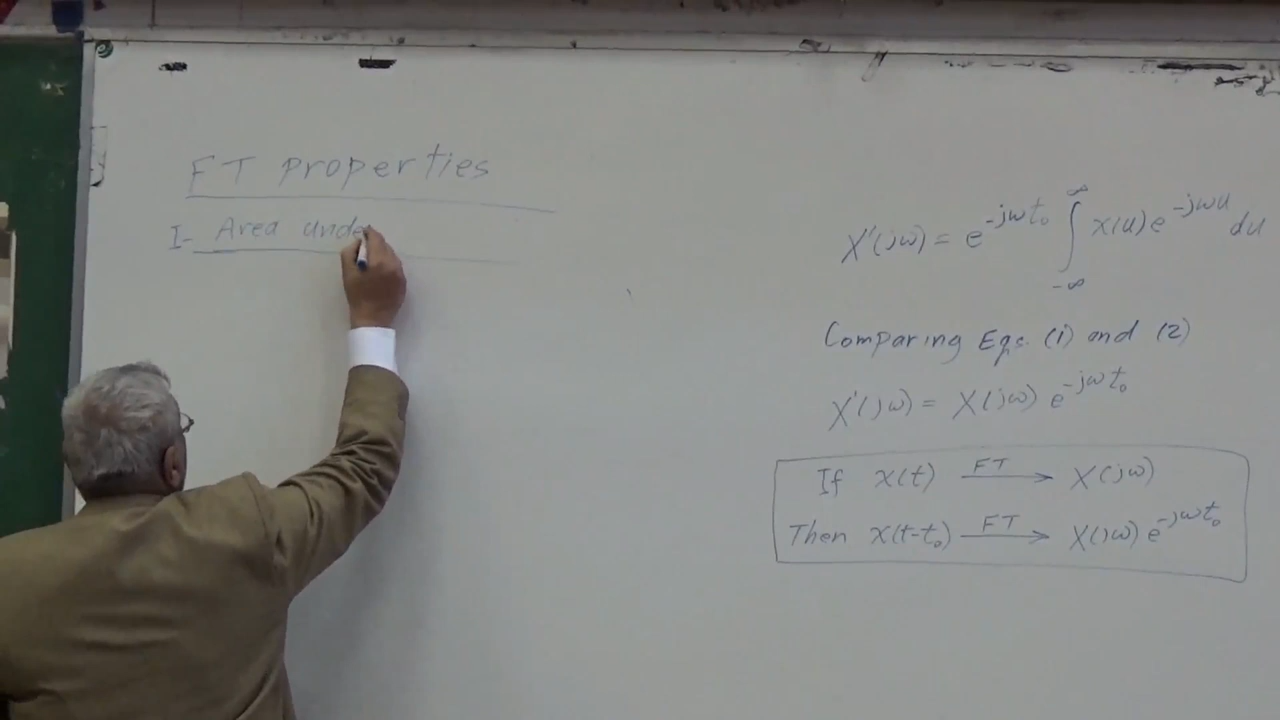 FT properties
I- Area unde
X'(jω) = e^{-jωt₀} ∫_{-∞}^{∞} x(u) e^{-jωu} du
Comparing Eqs. (1) and (2)
X'(jω) = X(jω) e^{-jωt₀}
If x(t) FT→ X(jω)
Then x(t-t₀) FT→ X(jω) e^{-jωt₀}